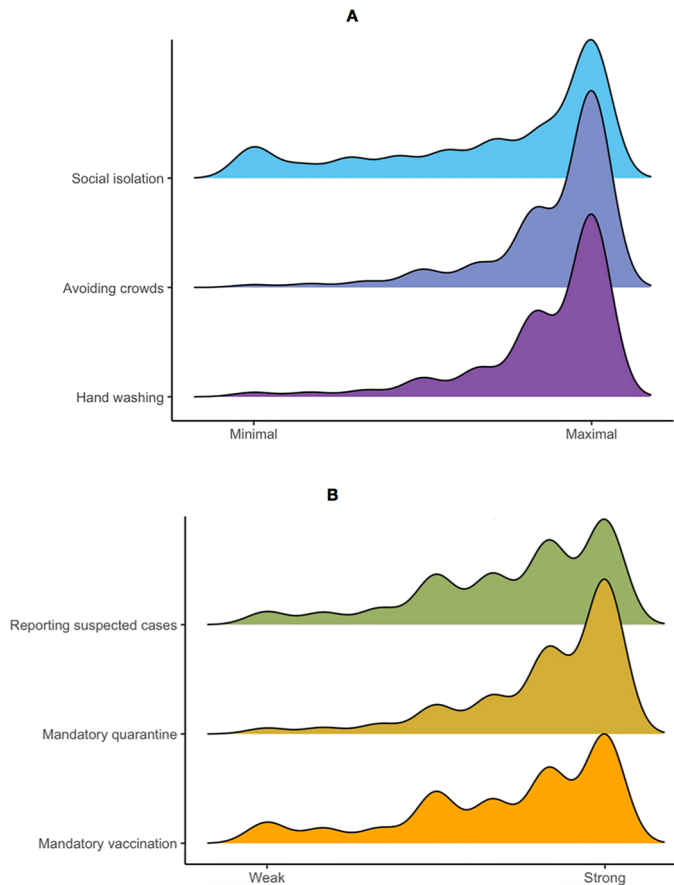 A
Social isolation
Avoiding crowds
Hand washing
Minimal Maximal
B
Reporting suspected cases
Mandatory quarantine
Mandatory vaccination
Weak Strong